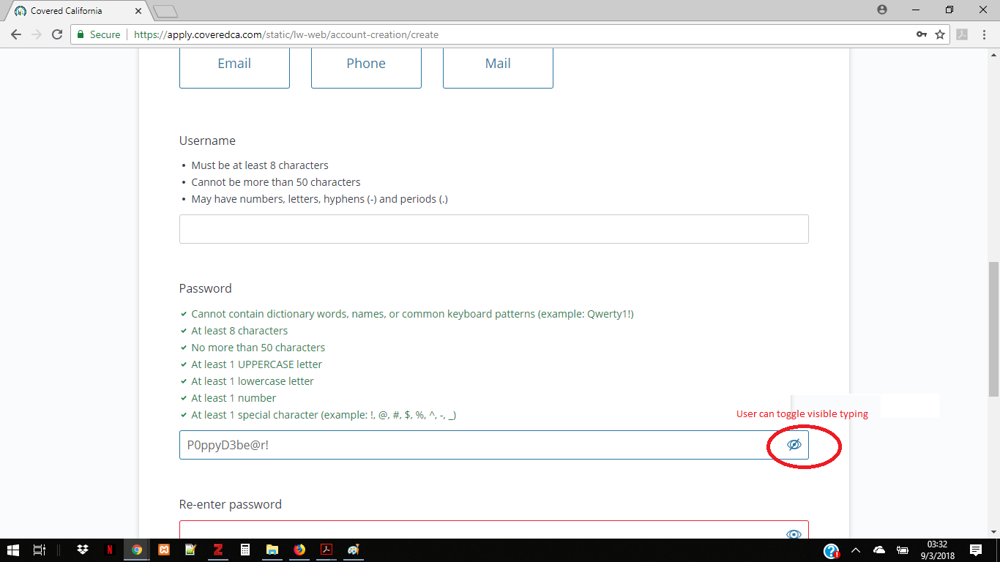 Covered California
Secure https://apply.coveredca.com/static/lw-web/account-creation/create
Email Phone Mail
Username
• Must be at least 8 characters
• Cannot be more than 50 characters
• May have numbers, letters, hyphens (-) and periods (.)
Password
✔ Cannot contain dictionary words, names, or common keyboard patterns (example: Qwerty1!)
✔ At least 8 characters
✔ No more than 50 characters
✔ At least 1 UPPERCASE letter
✔ At least 1 lowercase letter
✔ At least 1 number
✔ At least 1 special character (example: !, @, #, $, %, ^, -, _)
User can toggle visible typing
P0ppyD3be@r!
Re-enter password
03:32
9/3/2018